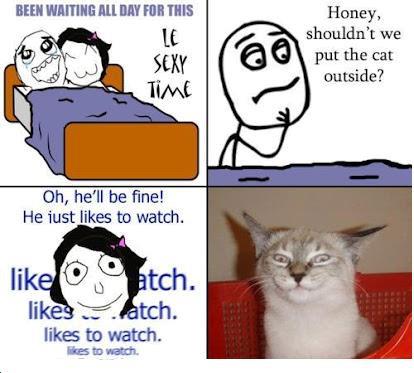 BEEN WAITING ALL DAY FOR THIS
LE
SEXY
TIME
Honey,
shouldn't we
put the cat
outside?
Oh, he'll be fine!
He just likes to watch.
like atch.
likes atch.
likes to watch.
likes to watch.